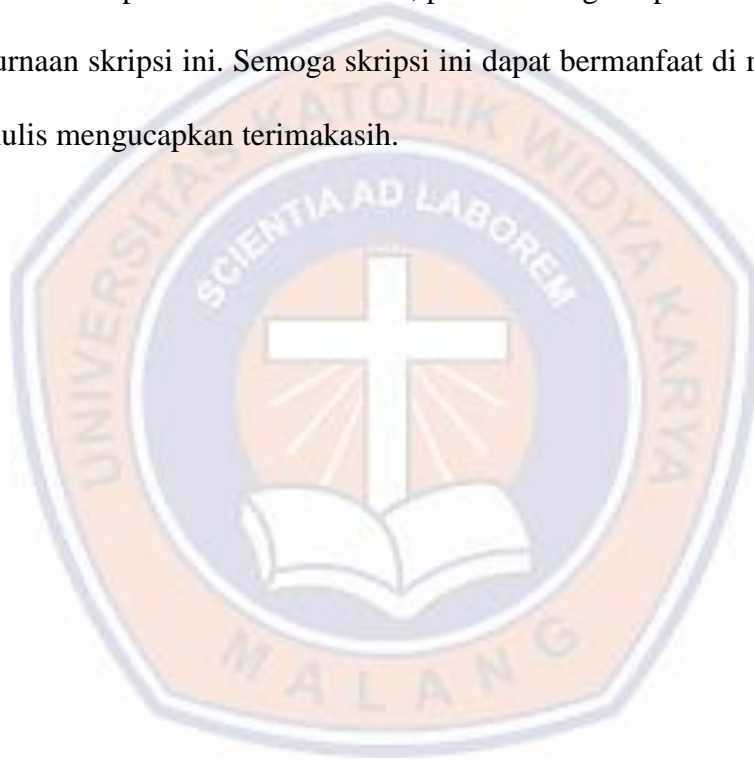 urnaan skripsi ini. Semoga skripsi ini dapat bermanfaat di
ulis mengucapkan terimakasih.
UNIVERSITAS KATOLIK WIDYA KARYA
SCIENTIA AD LABOREM
MALANG